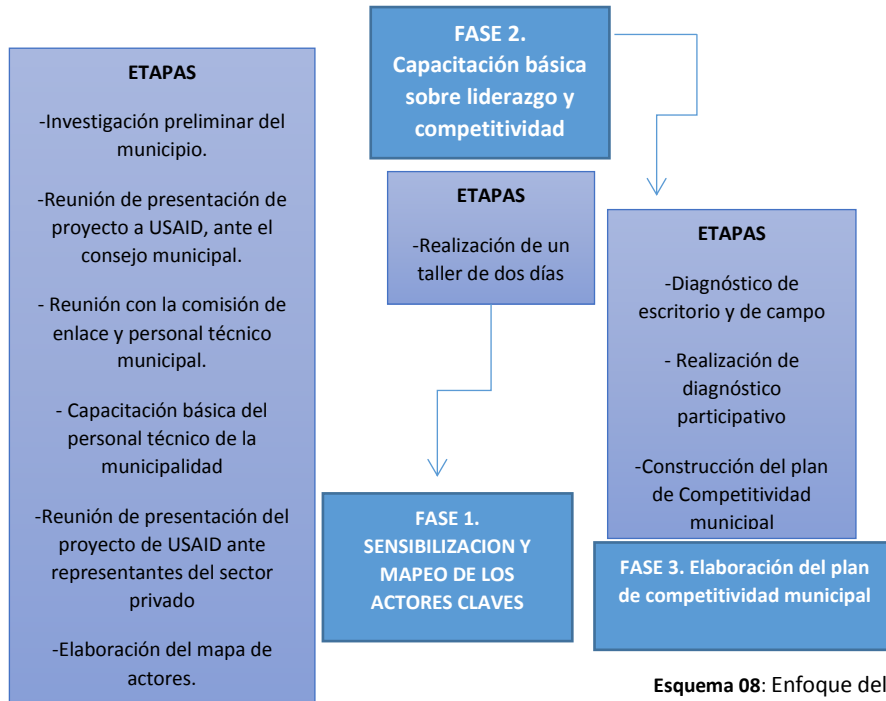 ETAPAS
-Investigación preliminar del
municipio.
-Reunión de presentación de
proyecto a USAID, ante el
consejo municipal.
- Reunión con la comisión de
enlace y personal técnico
municipal.
- Capacitación básica del
personal técnico de la
municipalidad
-Reunión de presentación del
proyecto de USAID ante
representantes del sector
privado
-Elaboración del mapa de
actores.
FASE 2.
Capacitación básica
sobre liderazgo y
competitividad
ETAPAS
-Realización de un
taller de dos días
FASE 1.
SENSIBILIZACION Y
MAPEO DE LOS
ACTORES CLAVES
ETAPAS
-Diagnóstico de
escritorio y de campo
- Realización de
diagnóstico
participativo
-Construcción del plan
de Competitividad
municipal
FASE 3. Elaboración del plan
de competitividad municipal
Esquema 08: Enfoque del